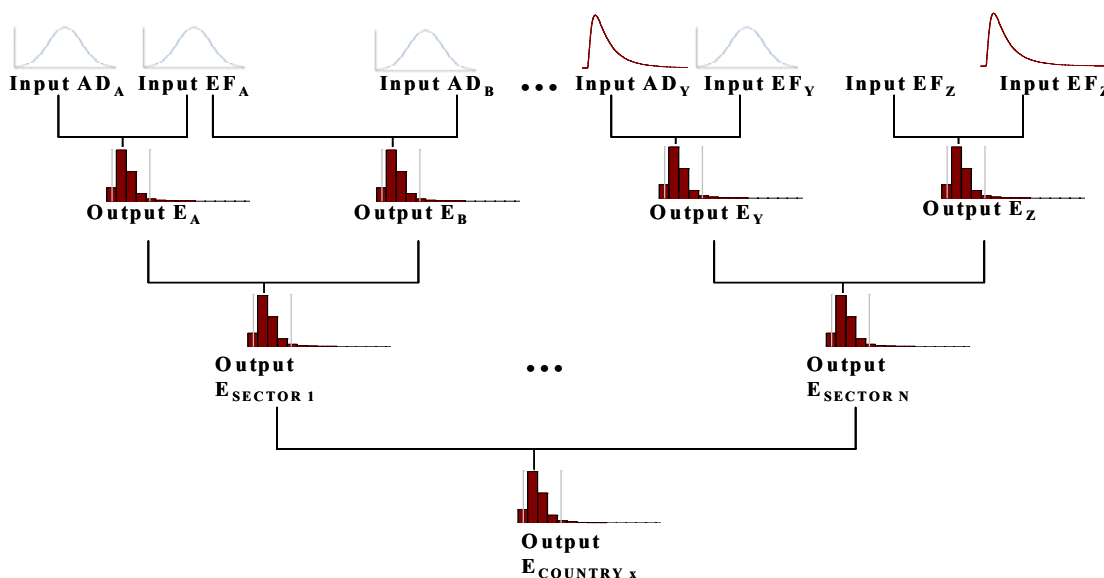 Input AD_A Input EF_A Input AD_B ... Input AD_Y Input EF_Y Input EF_Z Input EF_Z
Output E_A Output E_B Output E_Y Output E_Z
Output ... Output
E_SECTOR 1 E_SECTOR N
Output
E_COUNTRY x